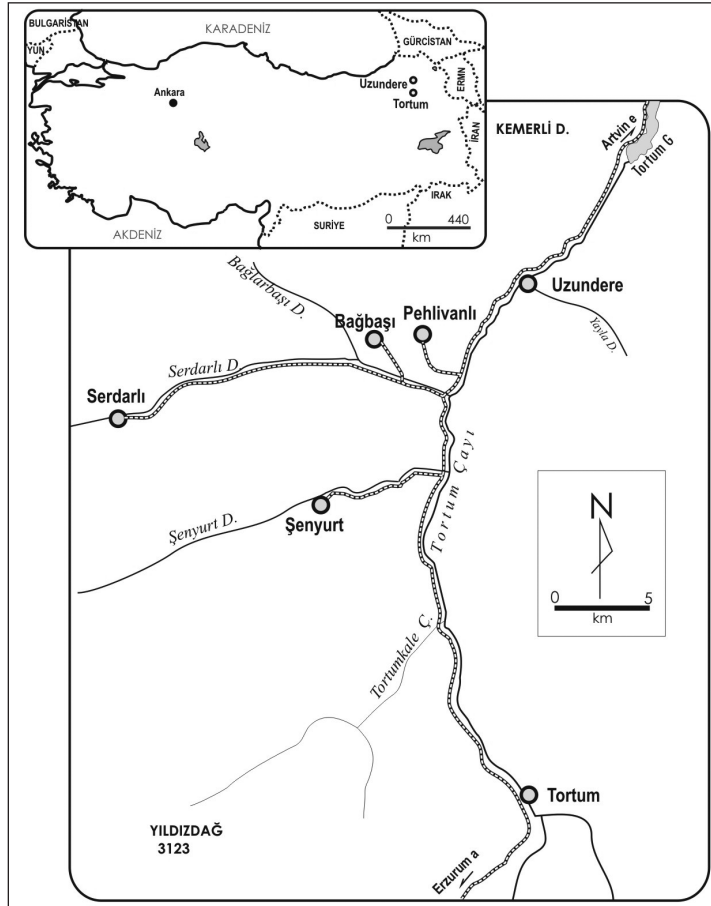 BULGARİSTAN
KARADENİZ
YUN
GÜRCİSTAN
Ankara
Uzundere
Tortum
ERMN
İRAN
AKDENİZ
SURİYE
IRAK
0 440
km
KEMERLİ D.
Artvin e
Tortum G
Bağlarbaşı D.
Bağbaşı
Pehlivanlı
Uzundere
Yayla D.
Serdarlı D.
Serdarlı
Tortum Çayı
Şenyurt
Şenyurt D.
N
0 5
km
Tortumkale Ç.
Tortum
YILDIZDAĞ
3123
Erzurum a